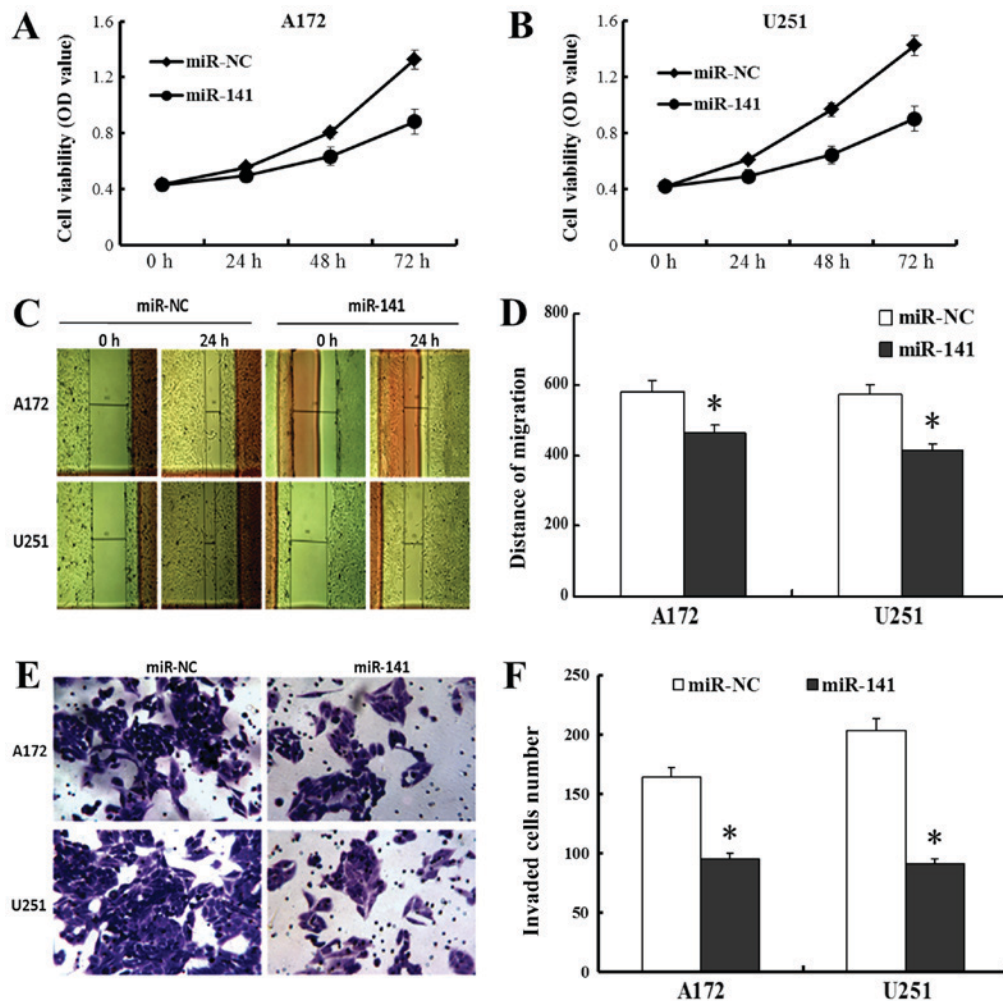 A
A172
Cell viability (OD value)
1.6
1.2
0.8
0.4
0
miR-NC
miR-141
0 h
24 h
48 h
72 h
B
U251
Cell viability (OD value)
1.6
1.2
0.8
0.4
0
miR-NC
miR-141
0 h
24 h
48 h
72 h
C
miR-NC
miR-141
0 h
24 h
0 h
24 h
A172
U251
D
Distance of migration
800
600
400
200
0
miR-NC
miR-141
*
*
A172
U251
E
miR-NC
miR-141
A172
U251
F
Invaded cells number
250
200
150
100
50
0
miR-NC
miR-141
*
*
A172
U251